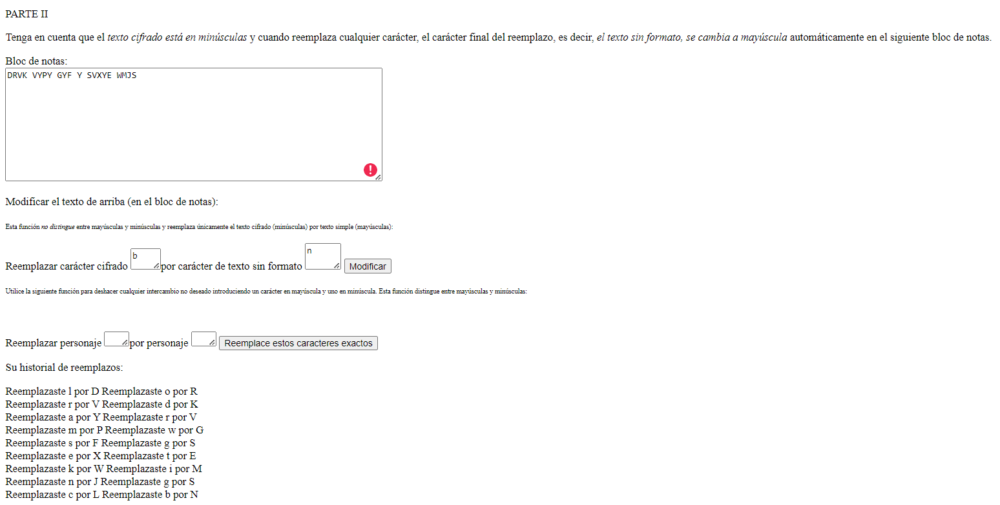 PARTE II
Tenga en cuenta que el texto cifrado está en minúsculas y cuando reemplaza cualquier carácter, el carácter final del reemplazo, es decir, el texto sin formato, se cambia a mayúscula automáticamente en el siguiente bloc de notas.
Bloc de notas:
DRVK VYPY GYF Y SVXYE WMJS
Modificar el texto de arriba (en el bloc de notas):
Esta función no distingue entre mayúsculas y minúsculas y reemplaza únicamente el texto cifrado (minúsculas) por texto simple (mayúsculas):
Reemplazar carácter cifrado b por carácter de texto sin formato n Modificar
Utilice la siguiente función para deshacer cualquier intercambio no deseado introduciendo un carácter en mayúscula y uno en minúscula. Esta función distingue entre mayúsculas y minúsculas:
Reemplazar personaje por personaje Reemplace estos caracteres exactos
Su historial de reemplazos:
Reemplazaste l por D Reemplazaste o por R
Reemplazaste r por V Reemplazaste d por K
Reemplazaste a por Y Reemplazaste r por V
Reemplazaste m por P Reemplazaste w por G
Reemplazaste s por F Reemplazaste g por S
Reemplazaste e por X Reemplazaste t por E
Reemplazaste k por W Reemplazaste i por M
Reemplazaste n por J Reemplazaste g por S
Reemplazaste c por L Reemplazaste b por N